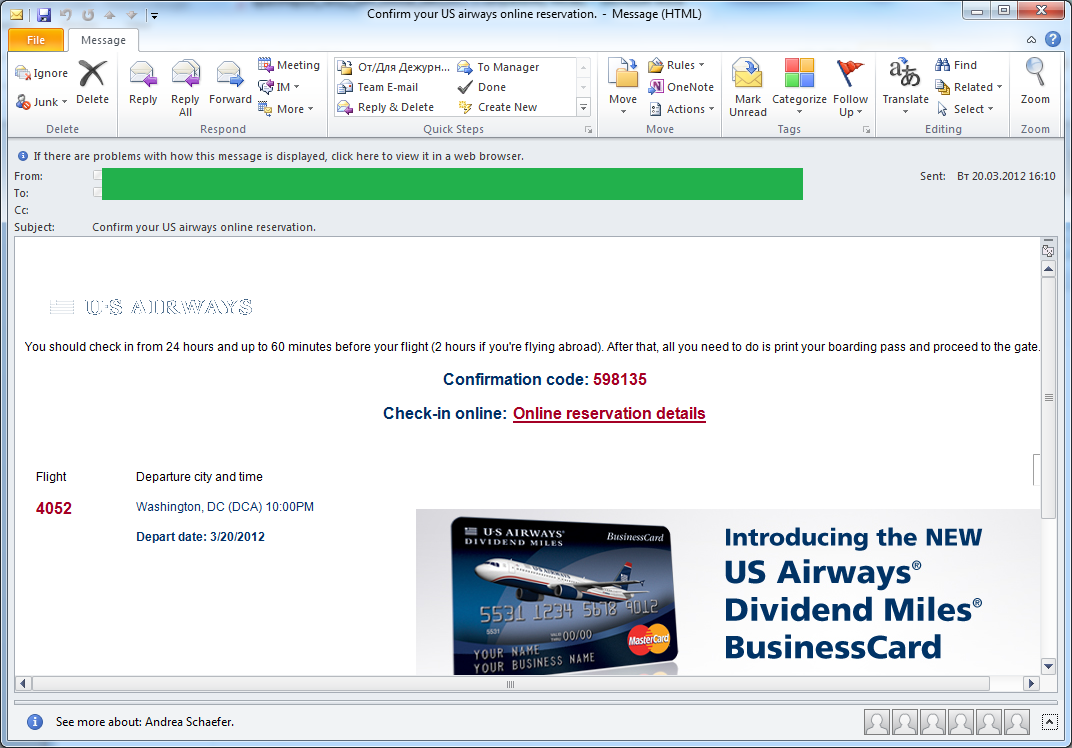 Confirm your US airways online reservation. - Message (HTML)
File Message
Ignore
Junk
Delete
Delete
Reply
Reply All
Forward
Meeting
IM
More
Respond
От/Для Дежурн...
Team E-mail
Reply & Delete
To Manager
Done
Create New
Quick Steps
Move
Rules
OneNote
Actions
Move
Mark Unread
Categorize
Follow Up
Tags
Translate
Find
Related
Select
Editing
Zoom
Zoom
If there are problems with how this message is displayed, click here to view it in a web browser.
From:
Sent: Вт 20.03.2012 16:10
To:
Cc:
Subject: Confirm your US airways online reservation.
U·S AIRWAYS
You should check in from 24 hours and up to 60 minutes before your flight (2 hours if you're flying abroad). After that, all you need to do is print your boarding pass and proceed to the gate.
Confirmation code: 598135
Check-in online: Online reservation details
Flight Departure city and time
4052 Washington, DC (DCA) 10:00PM
Depart date: 3/20/2012
U·S AIRWAYS
DIVIDEND MILES
BusinessCard
5531 1234 5678 9012
5531
VALID THRU 00/00
YOUR NAME
YOUR BUSINESS NAME
MasterCard
Introducing the NEW
US Airways®
Dividend Miles®
BusinessCard
See more about: Andrea Schaefer.